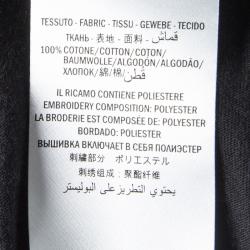 TESSUTO - FABRIC - TISSU - GEWEBE - TECIDO
ТКАНЬ - 表地 - 面料 - قماش
100% COTONE/COTTON/COTON/
BAUMWOLLE/ALGODON/ALGODÃO/
ХЛОПОК/綿/棉/ قطن
IL RICAMO CONTIENE POLIESTERE
EMBROIDERY COMPOSITION: POLYESTER
LA BRODERIE EST COMPOSÉE DE: POLYESTER
BORDADO: POLIESTER
ВЫШИВКА ВКЛЮЧАЕТ В СЕБЯ ПОЛИЭСТЕР
刺繍部分 ポリエステル
刺绣组成：聚酯纤维
يحتوي التطريز على البوليستر